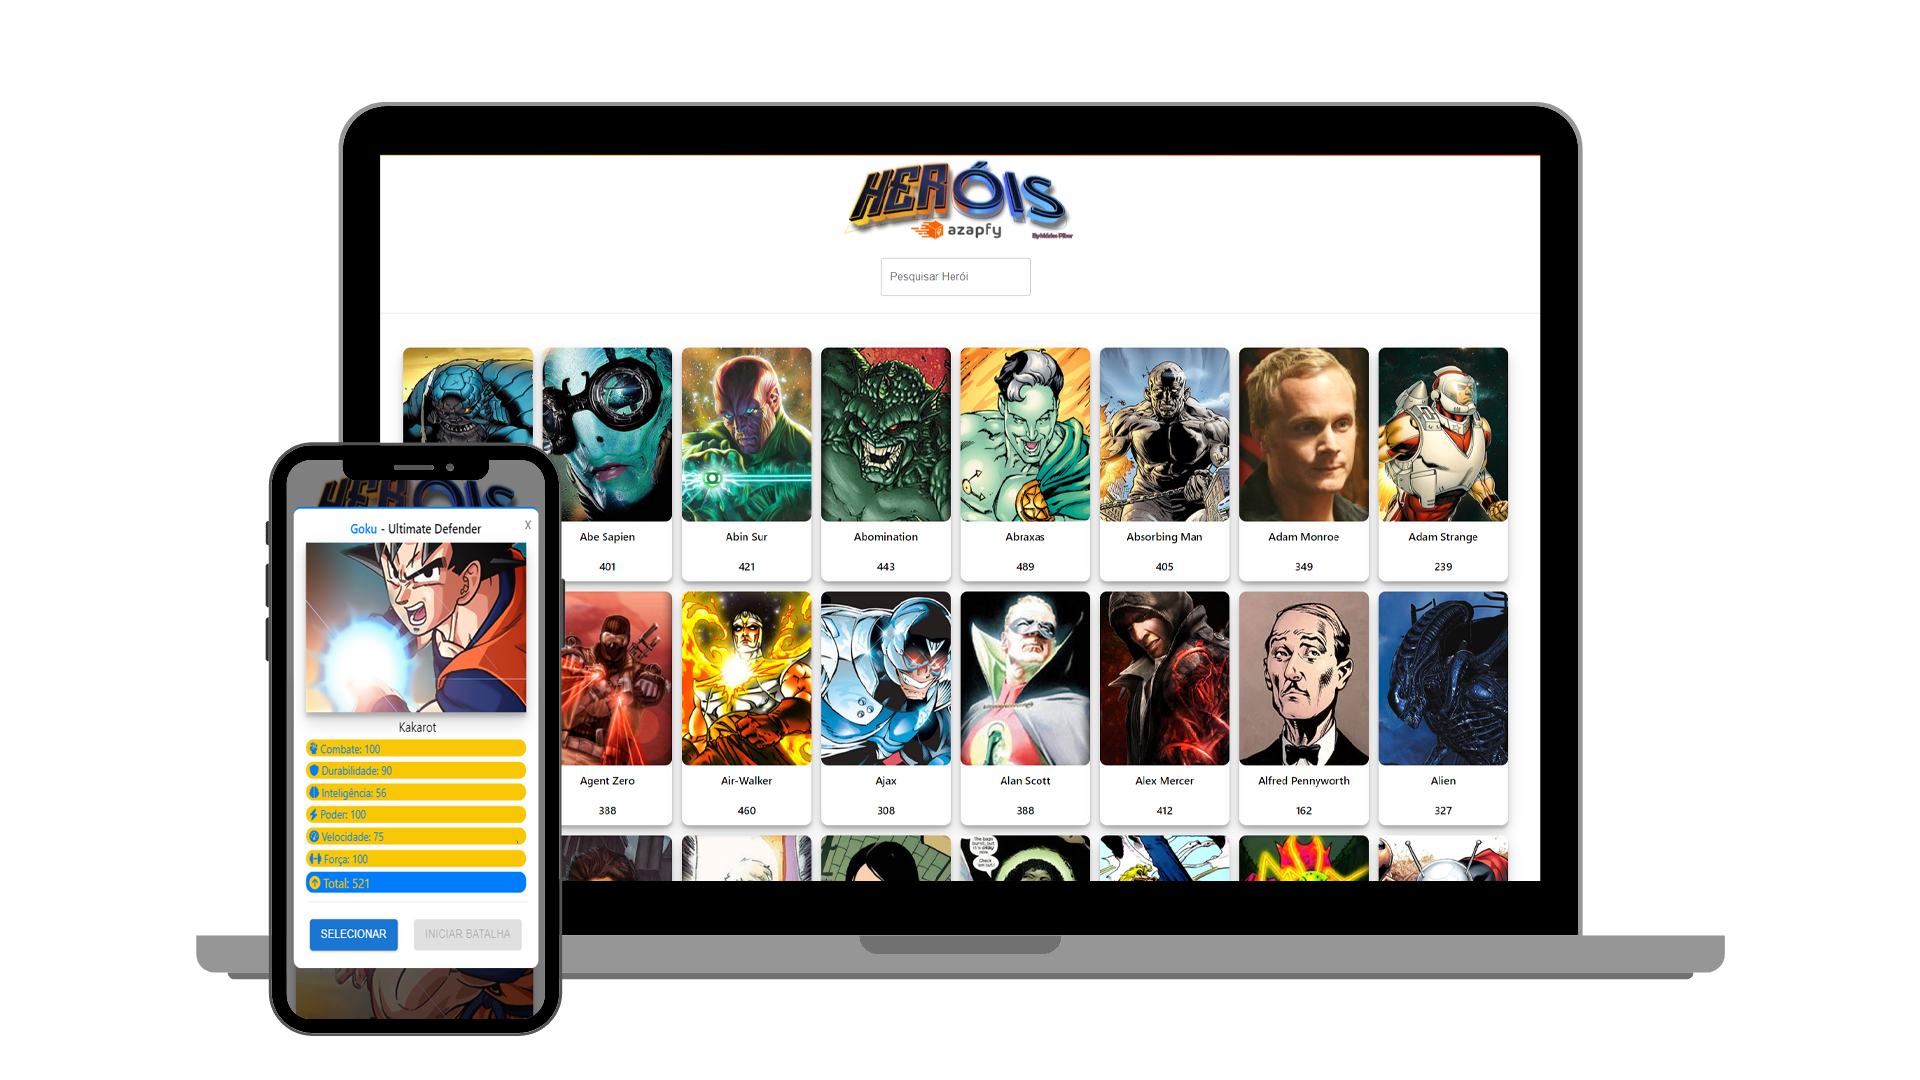 HERÓIS
azapfy
Pesquisar Herói
Abe Sapien
Abin Sur
Abomination
Abraxas
Absorbing Man
Adam Monroe
Adam Strange
401
421
443
489
405
349
239
Agent Zero
Air-Walker
Ajax
Alan Scott
Alex Mercer
Alfred Pennyworth
Alien
388
460
308
388
412
162
327
HERÓIS
Goku - Ultimate Defender
X
Kakarot
Combate: 100
Durabilidade: 90
Inteligência: 56
Poder: 100
Velocidade: 75
Força: 100
Total: 521
SELECIONAR
INICIAR BATALHA